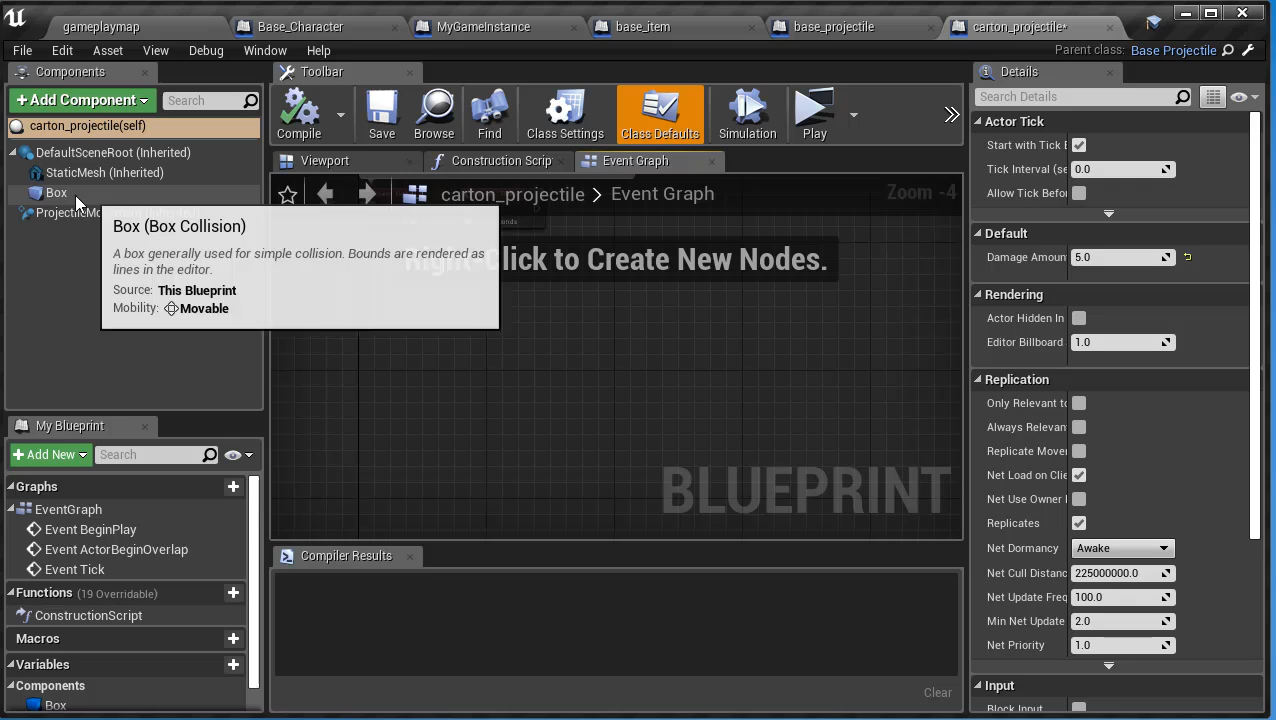 gameplaymap
Base_Character
MyGameInstance
base_item
base_projectile
carton_projectile*
File
Edit
Asset
View
Debug
Window
Help
Parent class:
Base Projectile
Components
Toolbar
Details
+ Add Component
Search
Search Details
carton_projectile(self)
DefaultSceneRoot (Inherited)
StaticMesh (Inherited)
Box
Box (Box Collision)
A box generally used for simple collision. Bounds are rendered as
lines in the editor.
Source: This Blueprint
Mobility: Movable
Compile
Save
Browse
Find
Class Settings
Class Defaults
Simulation
Play
Viewport
Construction Scrip
Event Graph
carton_projectile > Event Graph
Zoom -4
Click to Create New Nodes.
BLUEPRINT
My Blueprint
+ Add New
Search
Graphs
EventGraph
Event BeginPlay
Event ActorBeginOverlap
Event Tick
Functions (19 Overridable)
ConstructionScript
Macros
Variables
Components
Box
Compiler Results
Clear
Actor Tick
Start with Tick E
Tick Interval (se
0.0
Allow Tick Befor
Default
Damage Amoun
5.0
Rendering
Actor Hidden In
Editor Billboard
1.0
Replication
Only Relevant to
Always Relevan
Replicate Mover
Net Load on Clie
Net Use Owner
Replicates
Net Dormancy
Awake
Net Cull Distanc
225000000.0
Net Update Freq
100.0
Min Net Update
2.0
Net Priority
1.0
Input
Block Input